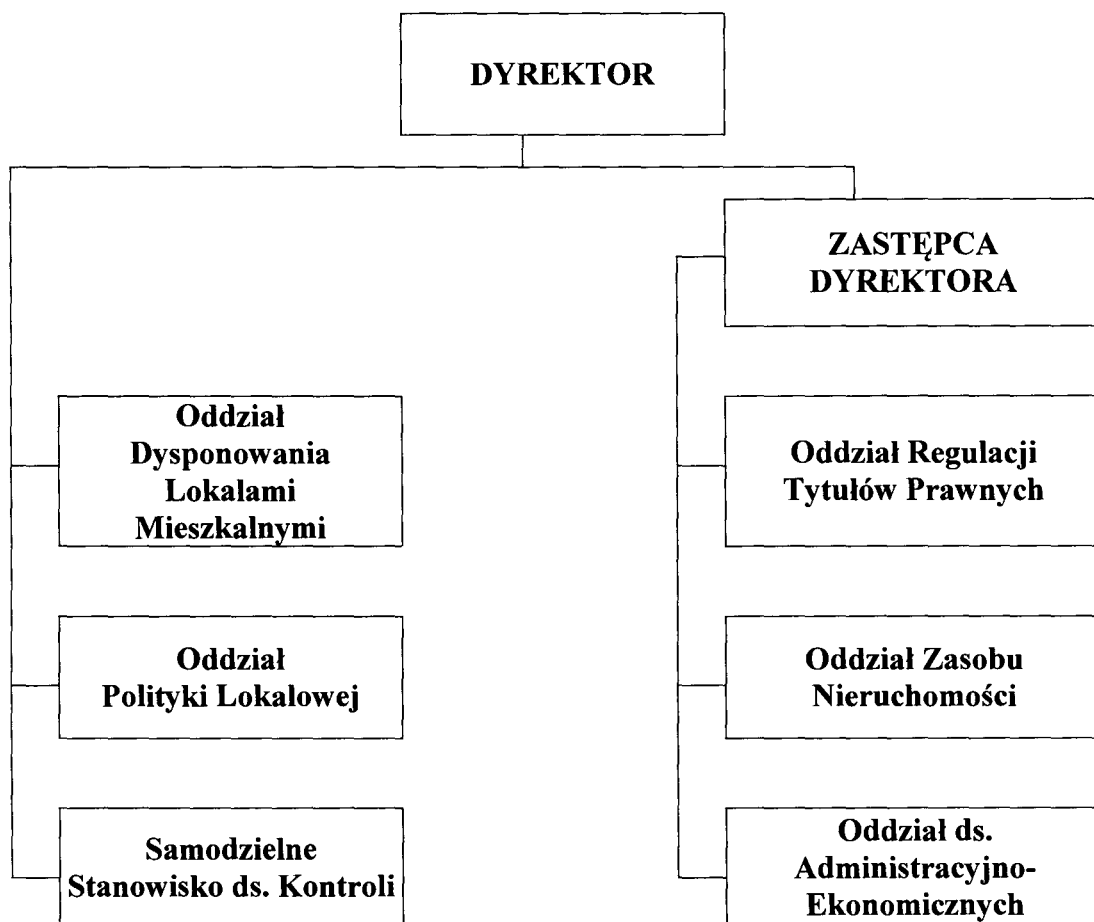 DYREKTOR
ZASTĘPCA
DYREKTORA
Oddział
Dysponowania
Lokalami
Mieszkalnymi
Oddział Regulacji
Tytułów Prawnych
Oddział
Polityki Lokalowej
Oddział Zasobu
Nieruchomości
Samodzielne
Stanowisko ds. Kontroli
Oddział ds.
Administracyjno-
Ekonomicznych